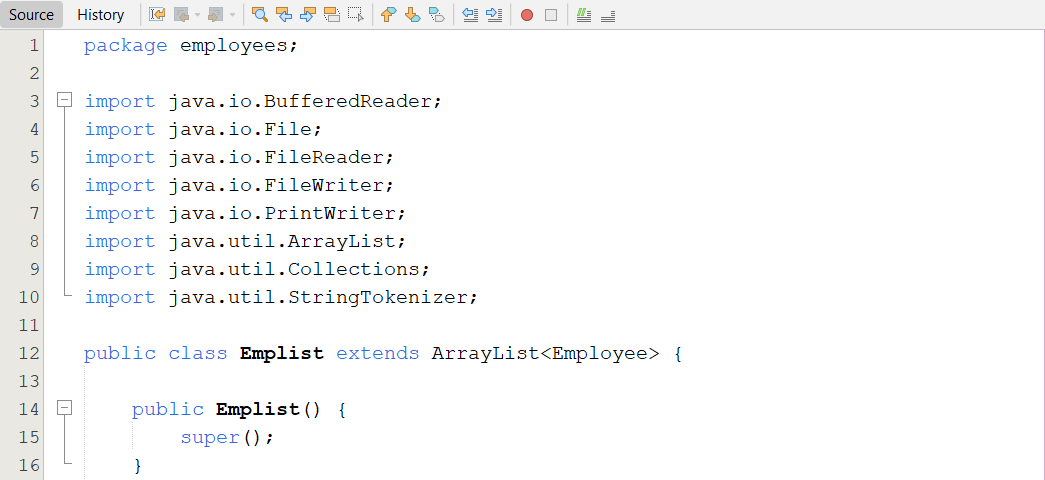 Source History
1 package employees;
2
3 import java.io.BufferedReader;
4 import java.io.File;
5 import java.io.FileReader;
6 import java.io.FileWriter;
7 import java.io.PrintWriter;
8 import java.util.ArrayList;
9 import java.util.Collections;
10 import java.util.StringTokenizer;
11
12 public class Emplist extends ArrayList<Employee> {
13
14 public Emplist() {
15 super();
16 }